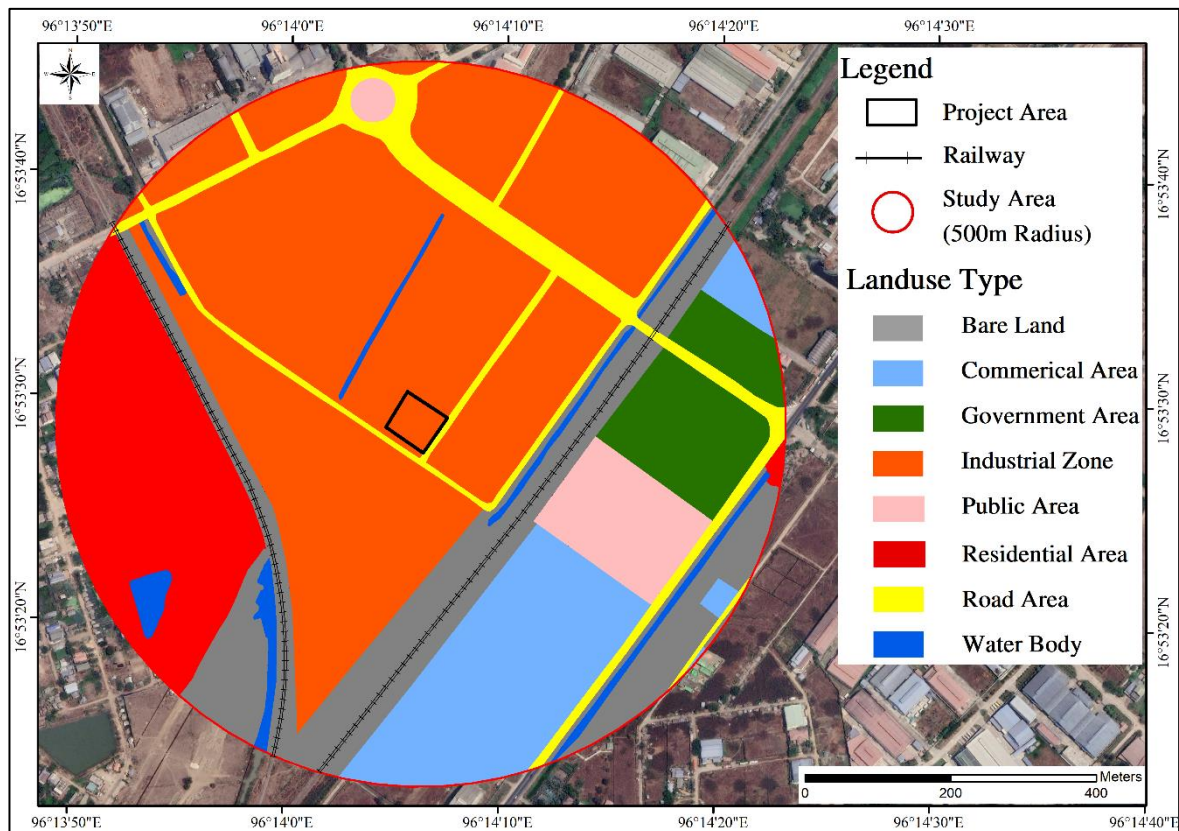 96°13'50"E 96°14'0"E 96°14'10"E 96°14'20"E 96°14'30"E
N
W E
S
Legend
Project Area
Railway
Study Area
(500m Radius)
Landuse Type
Bare Land
Commerical Area
Government Area
Industrial Zone
Public Area
Residential Area
Road Area
Water Body
16°53'40"N
16°53'30"N
16°53'20"N
16°53'40"N
16°53'30"N
16°53'20"N
Meters
0 200 400
96°13'50"E 96°14'0"E 96°14'10"E 96°14'20"E 96°14'30"E 96°14'40"E